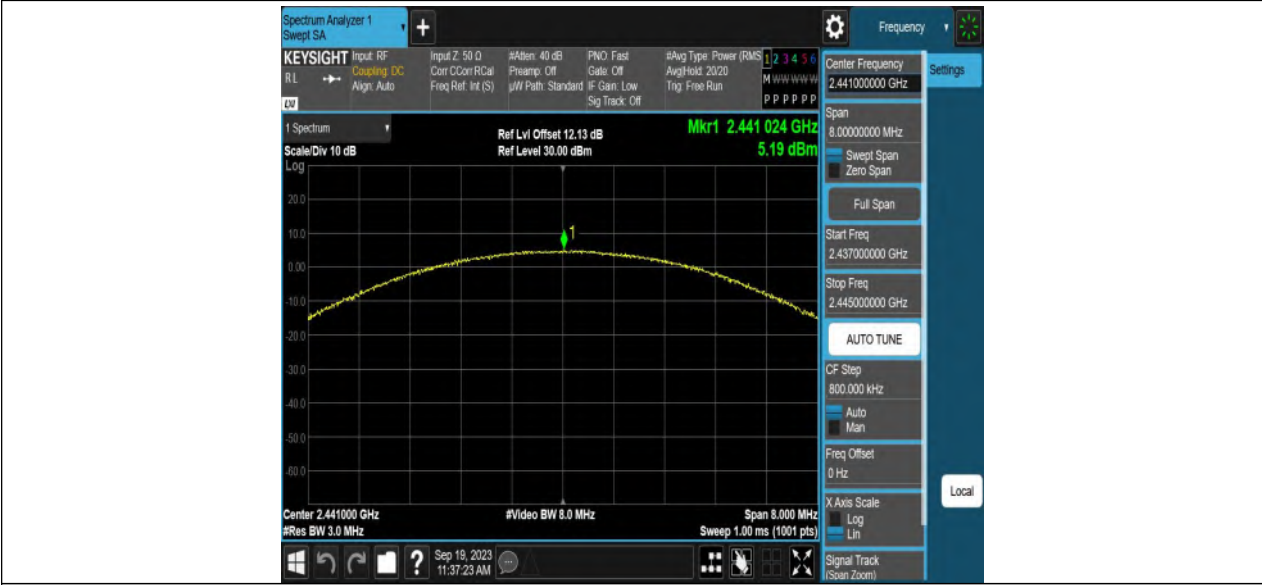 Spectrum Analyzer 1
Swept SA
+
Frequency
KEYSIGHT
RL
LXI
Input: RF
Coupling: DC
Align: Auto
Input Z: 50 Ω
Corr CCorr RCal
Freq Ref: Int (S)
#Atten: 40 dB
Preamp: Off
µW Path: Standard
PNO: Fast
Gate: Off
IF Gain: Low
Sig Track: Off
#Avg Type: Power (RMS
Avg|Hold: 20/20
Trig: Free Run
1 2 3 4 5 6
M W W W W W
P P P P P P
1 Spectrum
Scale/Div 10 dB
Log
Ref Lvl Offset 12.13 dB
Ref Level 30.00 dBm
Mkr1 2.441 024 GHz
5.19 dBm
20.0
10.0
0.00
-10.0
-20.0
-30.0
-40.0
-50.0
-60.0
1
Center 2.441000 GHz
#Res BW 3.0 MHz
#Video BW 8.0 MHz
Span 8.000 MHz
Sweep 1.00 ms (1001 pts)
?
Sep 19, 2023
11:37:23 AM
Center Frequency
2.441000000 GHz
Span
8.00000000 MHz
Swept Span
Zero Span
Full Span
Start Freq
2.437000000 GHz
Stop Freq
2.445000000 GHz
AUTO TUNE
CF Step
800.000 kHz
Auto
Man
Freq Offset
0 Hz
X Axis Scale
Log
Lin
Signal Track
(Span Zoom)
Settings
Local